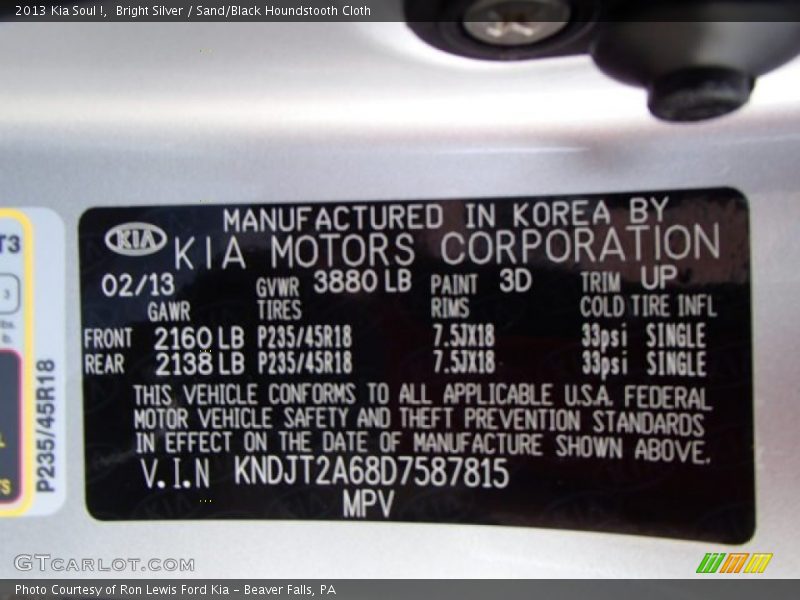 2013 Kia Soul !,  Bright Silver / Sand/Black Houndstooth Cloth
MANUFACTURED IN KOREA BY
KIA KIA MOTORS CORPORATION
02/13 GVWR 3880 LB PAINT 3D TRIM UP
GAWR TIRES RIMS COLD TIRE INFL
FRONT 2160 LB P235/45R18 7.5JX18 33psi SINGLE
REAR 2138 LB P235/45R18 7.5JX18 33psi SINGLE
THIS VEHICLE CONFORMS TO ALL APPLICABLE U.S.A. FEDERAL
MOTOR VEHICLE SAFETY AND THEFT PREVENTION STANDARDS
IN EFFECT ON THE DATE OF MANUFACTURE SHOWN ABOVE.
V.I.N KNDJT2A68D7587815
MPV
T3
3
P235/45R18
GTCARLOT.COM
Photo Courtesy of Ron Lewis Ford Kia - Beaver Falls, PA